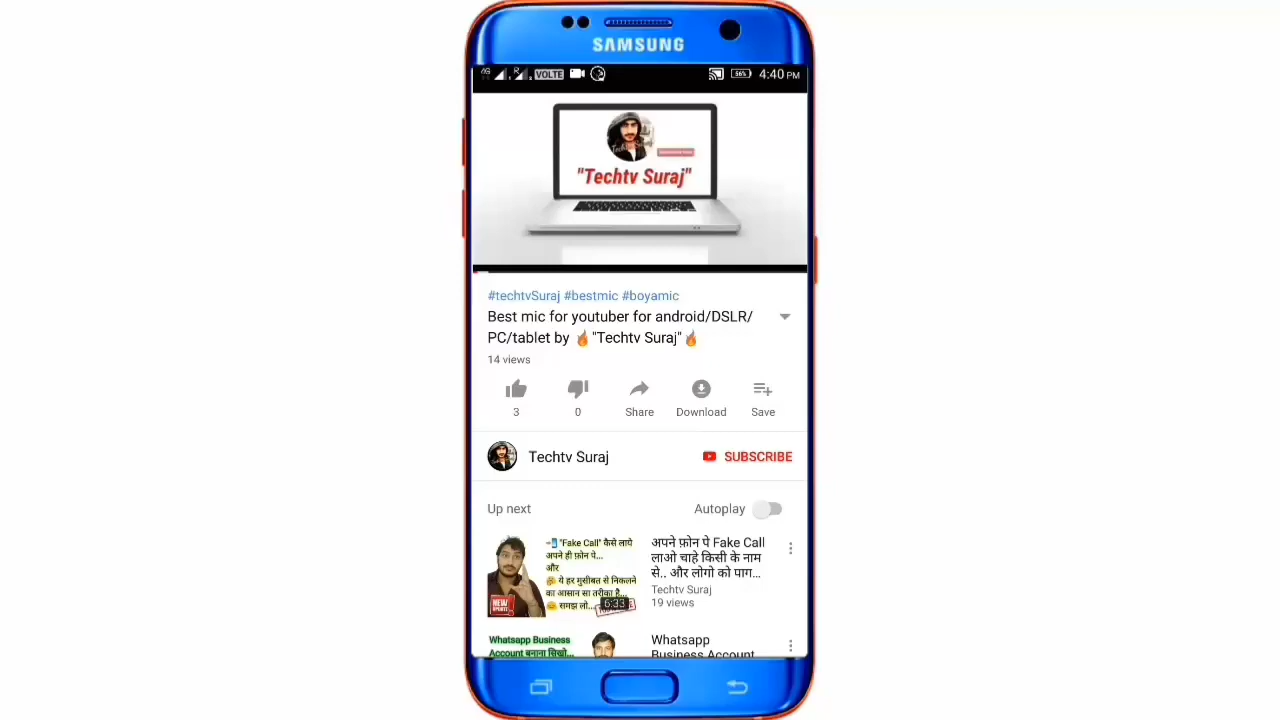 SAMSUNG
4G R VOLTE 56% 4:40 PM
"Techtv Suraj"
#techtvSuraj #bestmic #boyamic
Best mic for youtuber for android/DSLR/
PC/tablet by 🔥"Techtv Suraj"🔥
14 views
3 0 Share Download Save
Techtv Suraj SUBSCRIBE
Up next Autoplay
"Fake Call" कैसे लाये
अपने ही फ़ोन पे...
और
ये हर मुसीबत से निकलने
का आसान सा तरीका है...
समझ लो...
NEW
6:33
अपने फ़ोन पे Fake Call
लाओ चाहे किसी के नाम
से.. और लोगो को पाग...
Techtv Suraj
19 views
Whatsapp Business
Account बनाना सिखो...
Whatsapp
Business Account